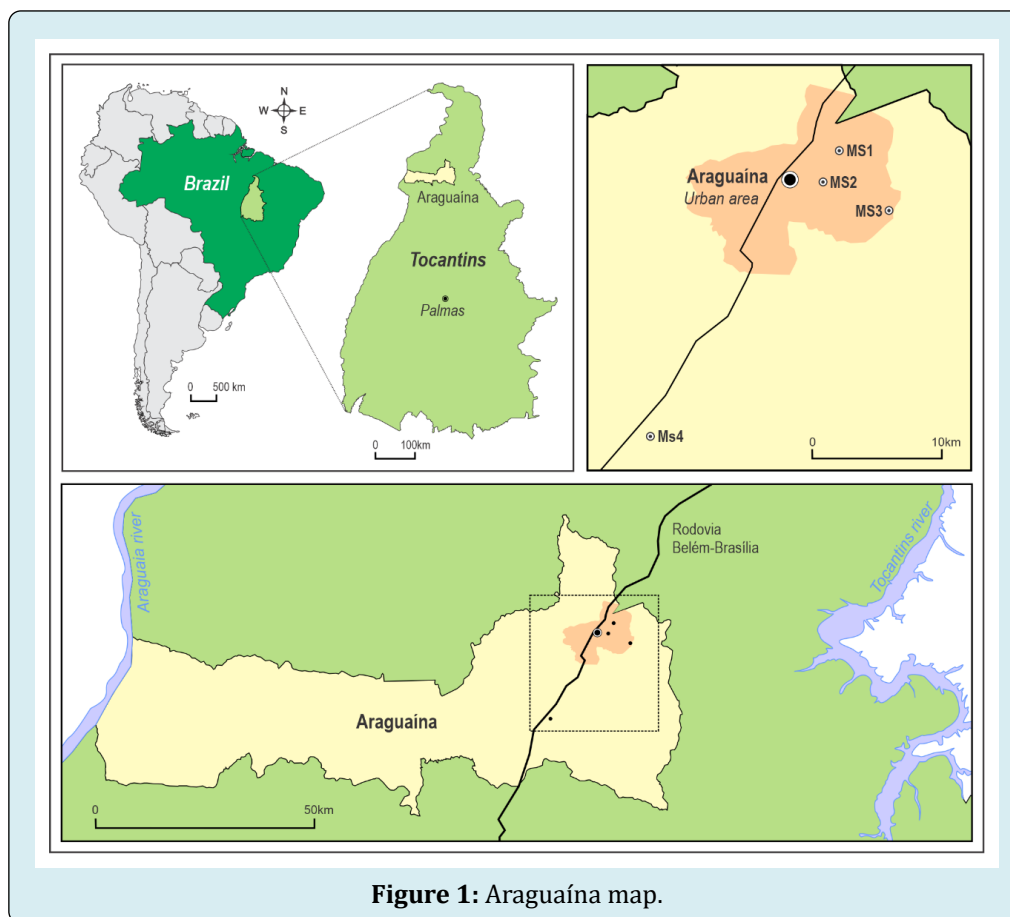 N
W E
S
Brazil
Araguaína
Tocantins
Palmas
0 500 km
0 100km
MS1
Araguaína
Urban area
MS2
MS3
Ms4
0 10km
Araguaia river
Rodovia
Belém-Brasília
Tocantins river
Araguaína
0 50km
Figure 1: Araguaína map.